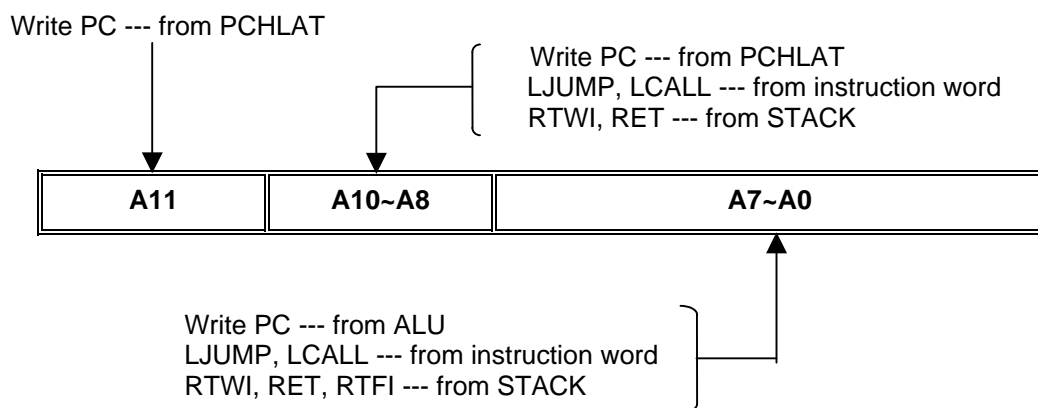 Write PC --- from PCHLAT
Write PC --- from PCHLAT
LJUMP, LCALL --- from instruction word
RTWI, RET --- from STACK
A11 A10~A8 A7~A0
Write PC --- from ALU
LJUMP, LCALL --- from instruction word
RTWI, RET, RTFI --- from STACK